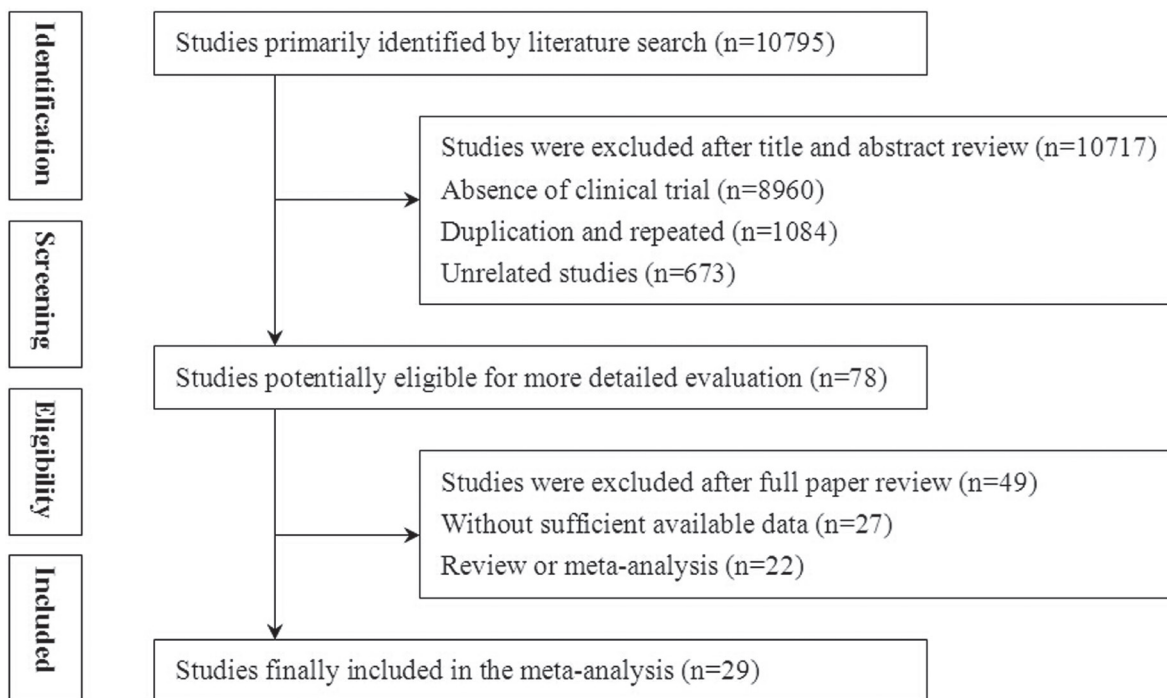 Identification
Studies primarily identified by literature search (n=10795)
Studies were excluded after title and abstract review (n=10717)
Absence of clinical trial (n=8960)
Duplication and repeated (n=1084)
Unrelated studies (n=673)
Screening
Studies potentially eligible for more detailed evaluation (n=78)
Eligibility
Studies were excluded after full paper review (n=49)
Without sufficient available data (n=27)
Review or meta-analysis (n=22)
Included
Studies finally included in the meta-analysis (n=29)